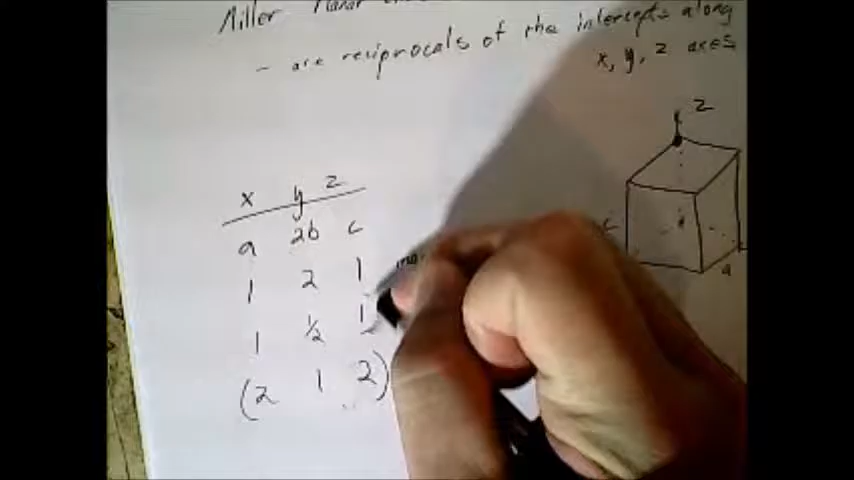 Miller Planar
- are reciprocals of the intercepts along
x, y, z axes
z
x y z
a 2b c
c
1 2 1
a
1 1/2 1
(2 1 2)